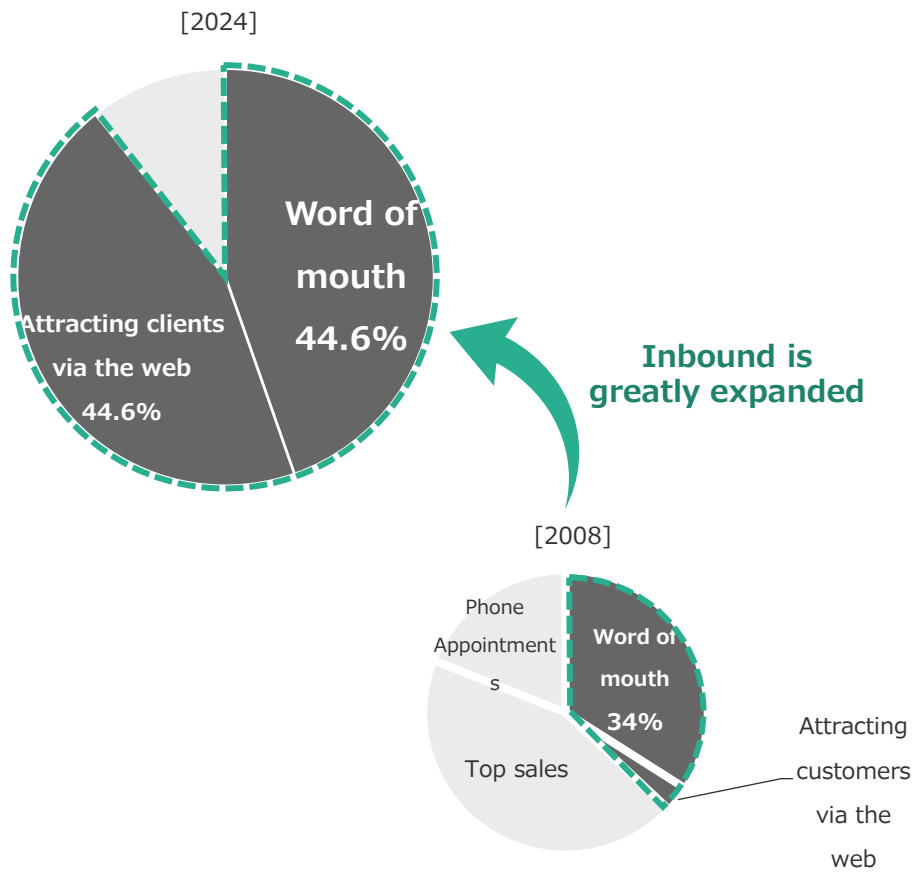 [2024]
Word of
mouth
44.6%
Attracting clients
via the web
44.6%
Inbound is
greatly expanded
[2008]
Phone
Appointment
s
Word of
mouth
34%
Top sales
Attracting
customers
via the
web